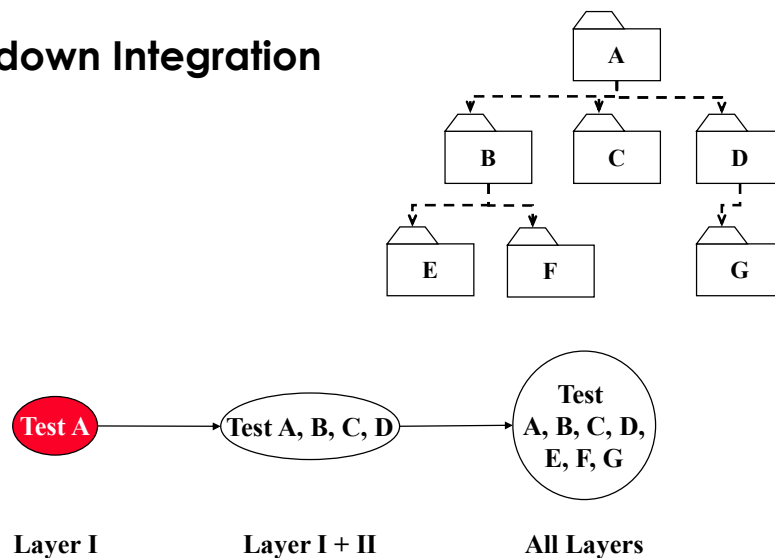 down Integration
A
B
C
D
E
F
G
Test A
Test A, B, C, D
Test
A, B, C, D,
E, F, G
Layer I
Layer I + II
All Layers